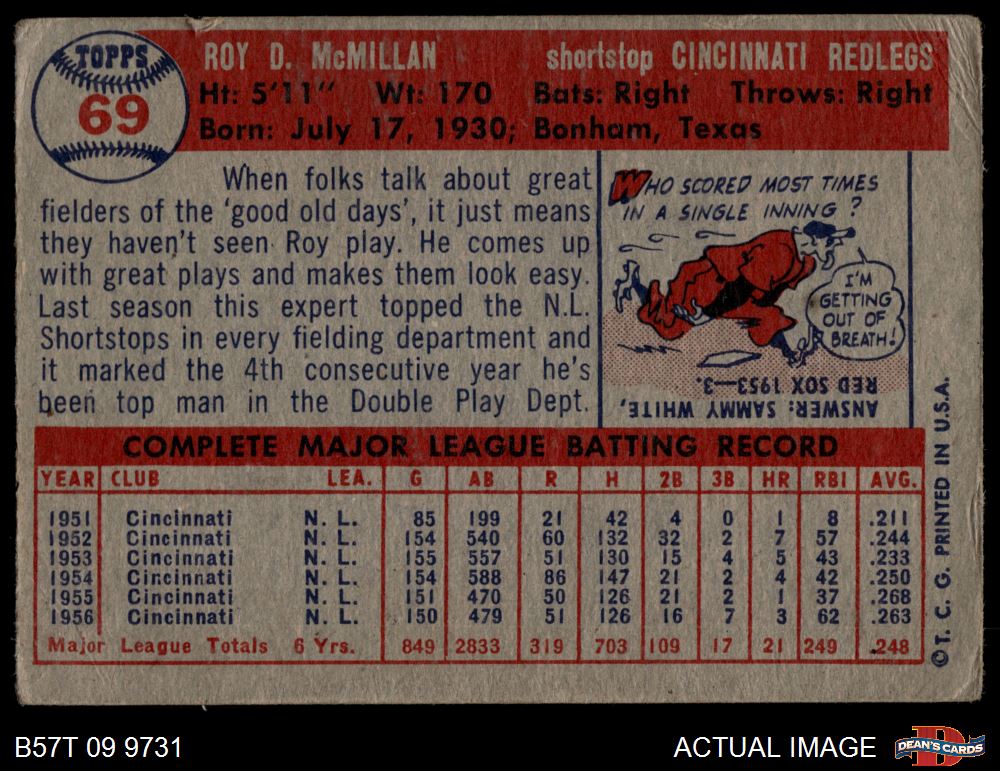 TOPPS
69
ROY D. McMILLAN shortstop CINCINNATI REDLEGS
Ht: 5'11" Wt: 170 Bats: Right Throws: Right
Born: July 17, 1930; Bonham, Texas
When folks talk about great
fielders of the 'good old days', it just means
they haven't seen Roy play. He comes up
with great plays and makes them look easy.
Last season this expert topped the N.L.
Shortstops in every fielding department and
it marked the 4th consecutive year he's
been top man in the Double Play Dept.
WHO SCORED MOST TIMES
IN A SINGLE INNING?
I'M
GETTING
OUT OF
BREATH!
ANSWER: SAMMY WHITE,
RED SOX 1953—3.
COMPLETE MAJOR LEAGUE BATTING RECORD
YEAR CLUB LEA. G AB R H 2B 3B HR RBI AVG.
1951 Cincinnati N. L. 85 199 21 42 4 0 1 8 .211
1952 Cincinnati N. L. 154 540 60 132 32 2 7 57 .244
1953 Cincinnati N. L. 155 557 51 130 15 4 5 43 .233
1954 Cincinnati N. L. 154 588 86 147 21 2 4 42 .250
1955 Cincinnati N. L. 151 470 50 126 21 2 1 37 .268
1956 Cincinnati N. L. 150 479 51 126 16 7 3 62 .263
Major League Totals 6 Yrs. 849 2833 319 703 109 17 21 249 .248
©T. C. G. PRINTED IN U.S.A.
B57T 09 9731
ACTUAL IMAGE
DEAN'S CARDS